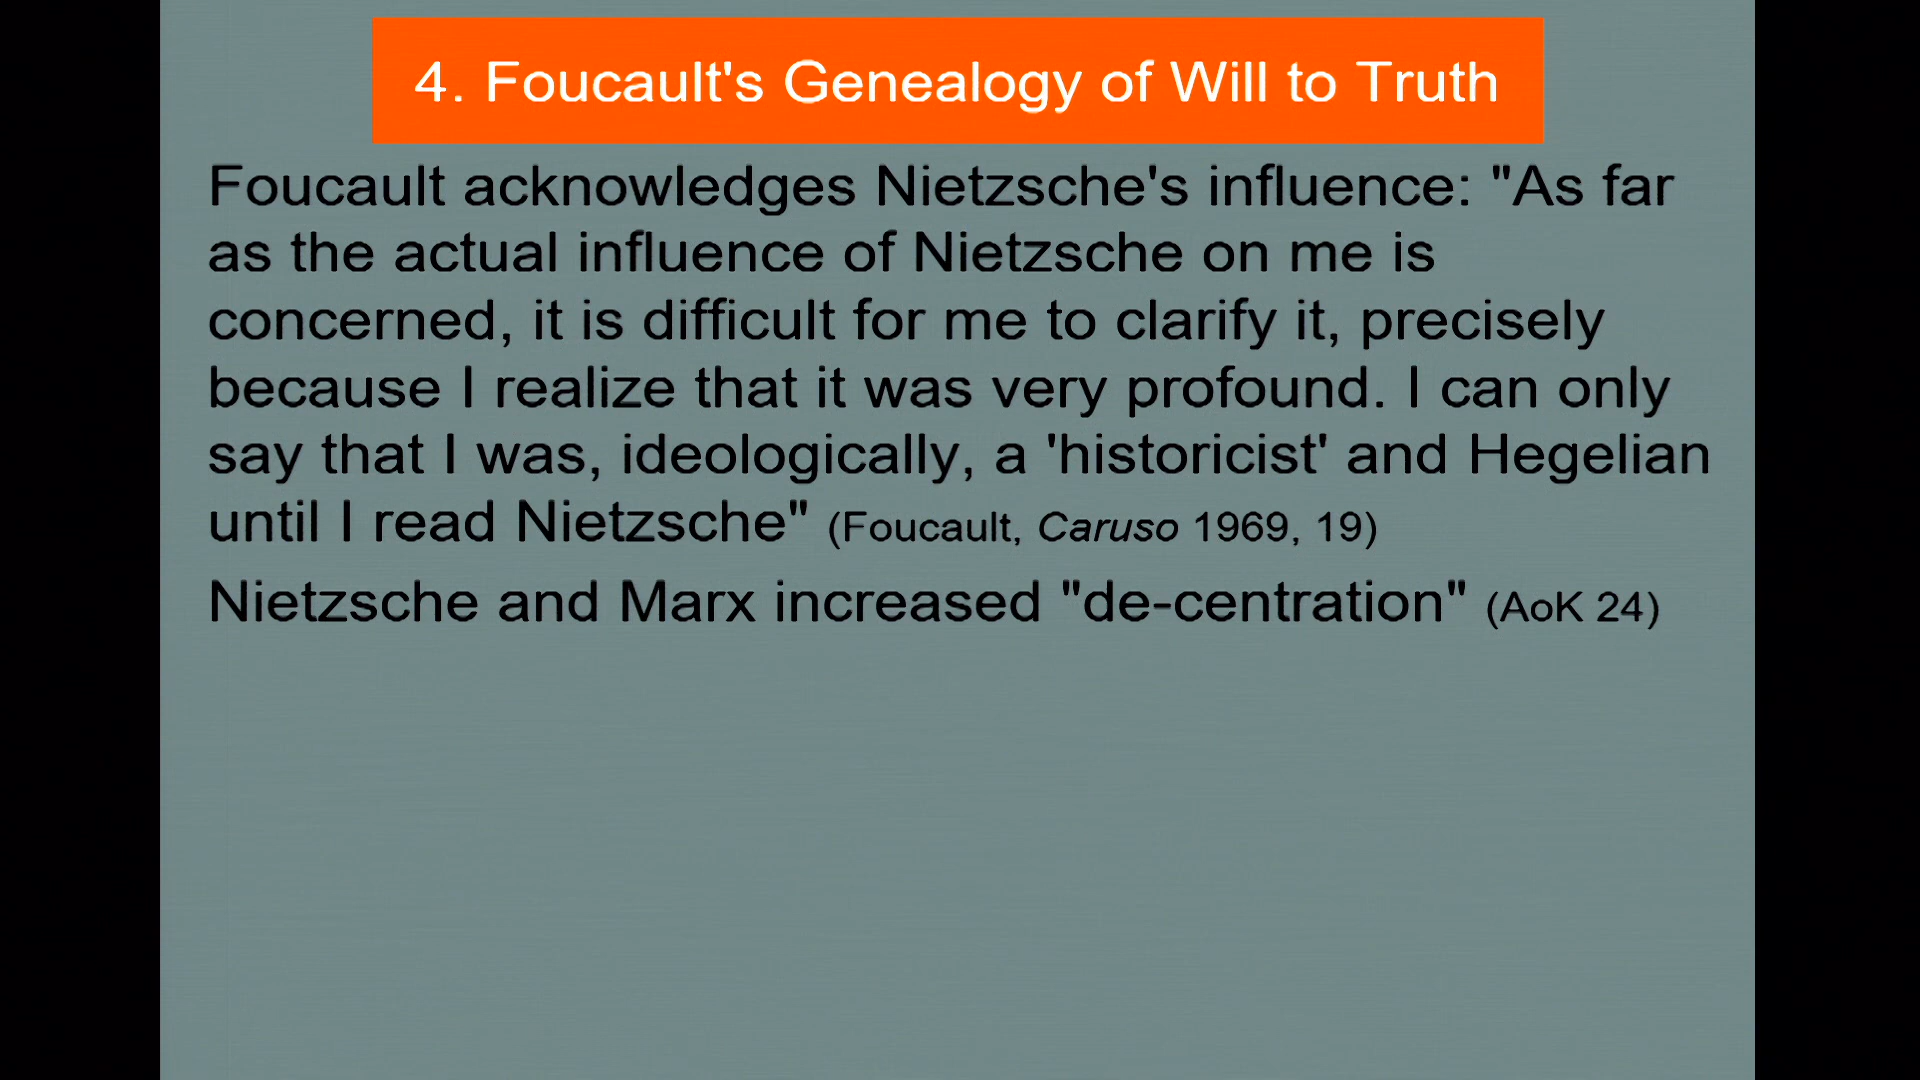 4. Foucault's Genealogy of Will to Truth
Foucault acknowledges Nietzsche's influence: "As far
as the actual influence of Nietzsche on me is
concerned, it is difficult for me to clarify it, precisely
because I realize that it was very profound. I can only
say that I was, ideologically, a 'historicist' and Hegelian
until I read Nietzsche" (Foucault, Caruso 1969, 19)
Nietzsche and Marx increased "de-centration" (AoK 24)